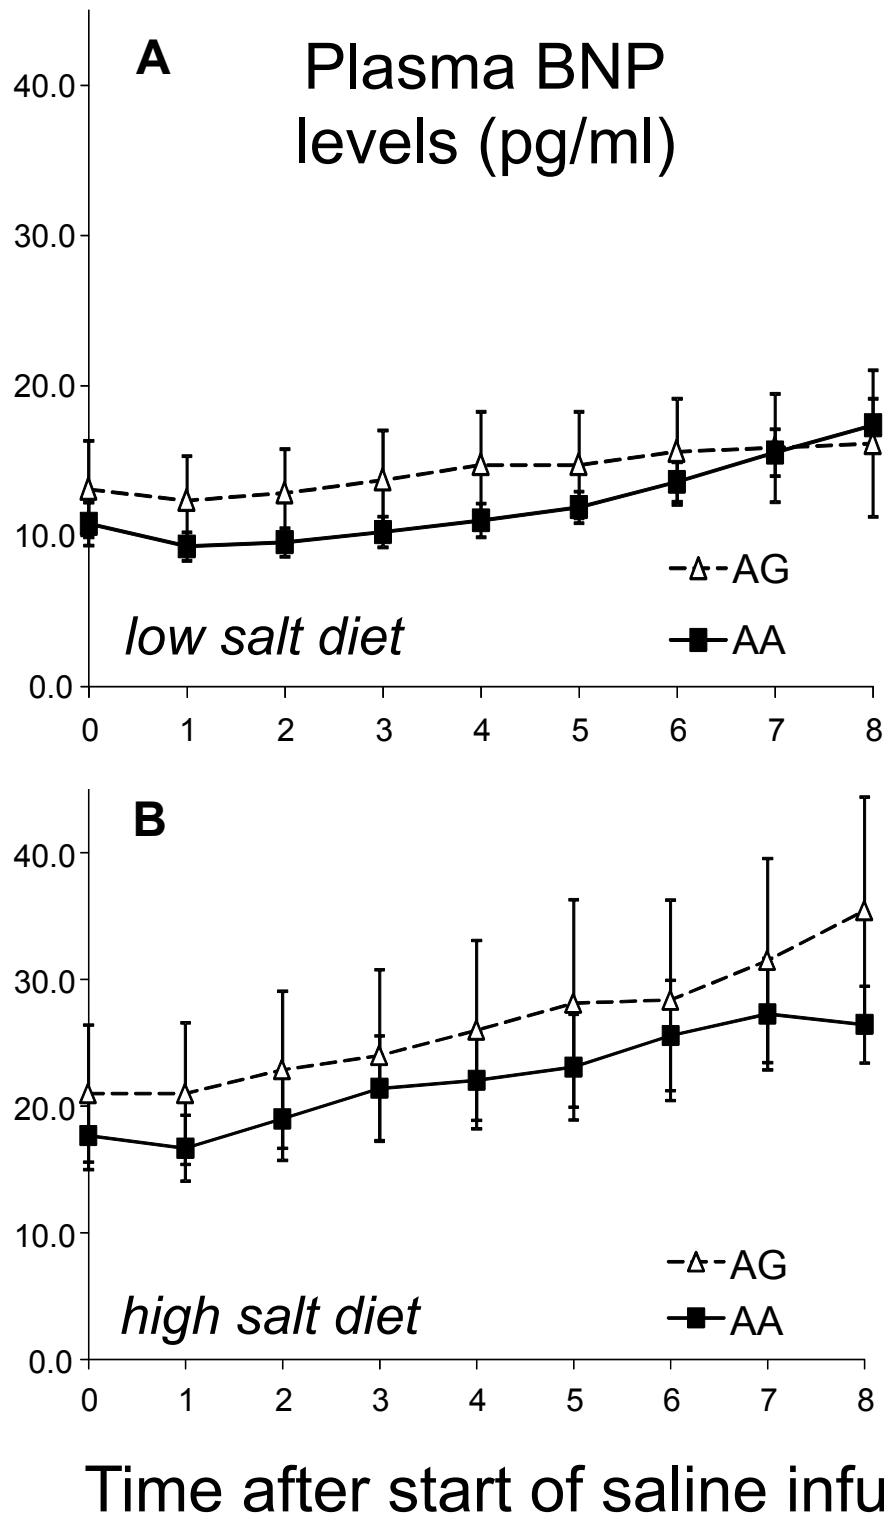 A
Plasma BNP
levels (pg/ml)
40.0
30.0
20.0
10.0
0.0
AG
AA
low salt diet
0 1 2 3 4 5 6 7 8
B
40.0
30.0
20.0
10.0
0.0
AG
AA
high salt diet
0 1 2 3 4 5 6 7 8
Time after start of saline infu